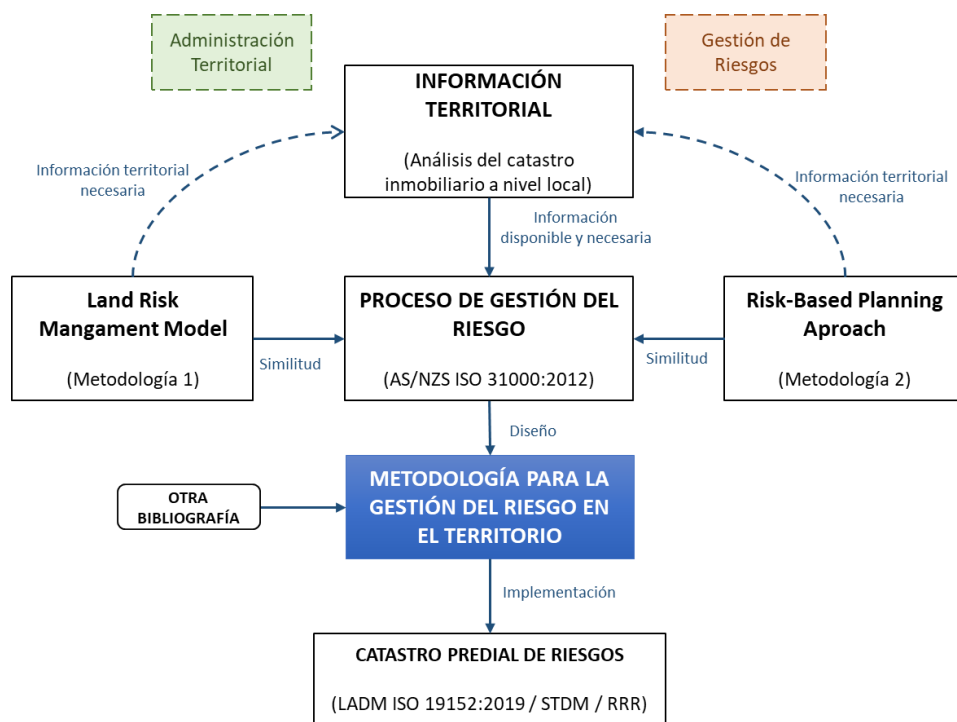 Administración
Territorial
Gestión de
Riesgos
INFORMACIÓN
TERRITORIAL
(Análisis del catastro
inmobiliario a nivel local)
Información territorial
necesaria
Información territorial
necesaria
Información
disponible y necesaria
Land Risk
Mangament Model
(Metodología 1)
Similitud
PROCESO DE GESTIÓN DEL
RIESGO
(AS/NZS ISO 31000:2012)
Similitud
Risk-Based Planning
Aproach
(Metodología 2)
Diseño
OTRA
BIBLIOGRAFÍA
METODOLOGÍA PARA LA
GESTIÓN DEL RIESGO EN
EL TERRITORIO
Implementación
CATASTRO PREDIAL DE RIESGOS
(LADM ISO 19152:2019 / STDM / RRR)